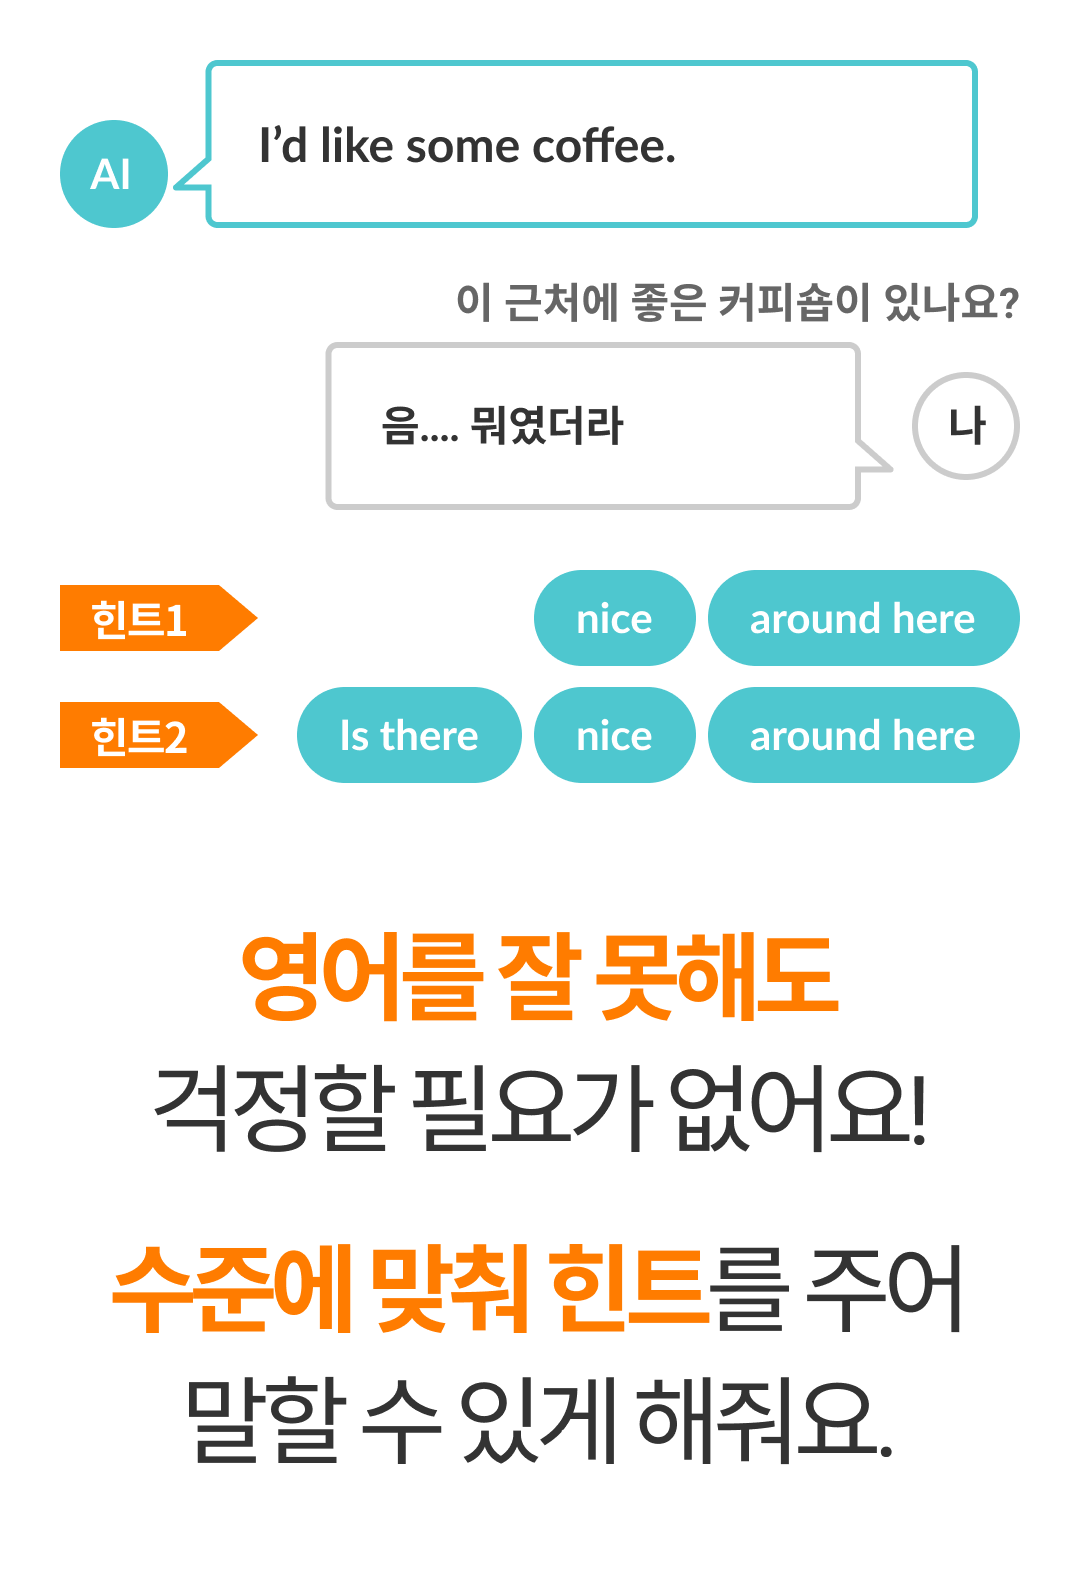 AI
I’d like some coffee.
이 근처에 좋은 커피숍이 있나요?
음.... 뭐였더라
나
힌트1 nice around here
힌트2 Is there nice around here
영어를 잘 못해도
걱정할 필요가 없어요!
수준에 맞춰 힌트를 주어
말할 수 있게 해줘요.